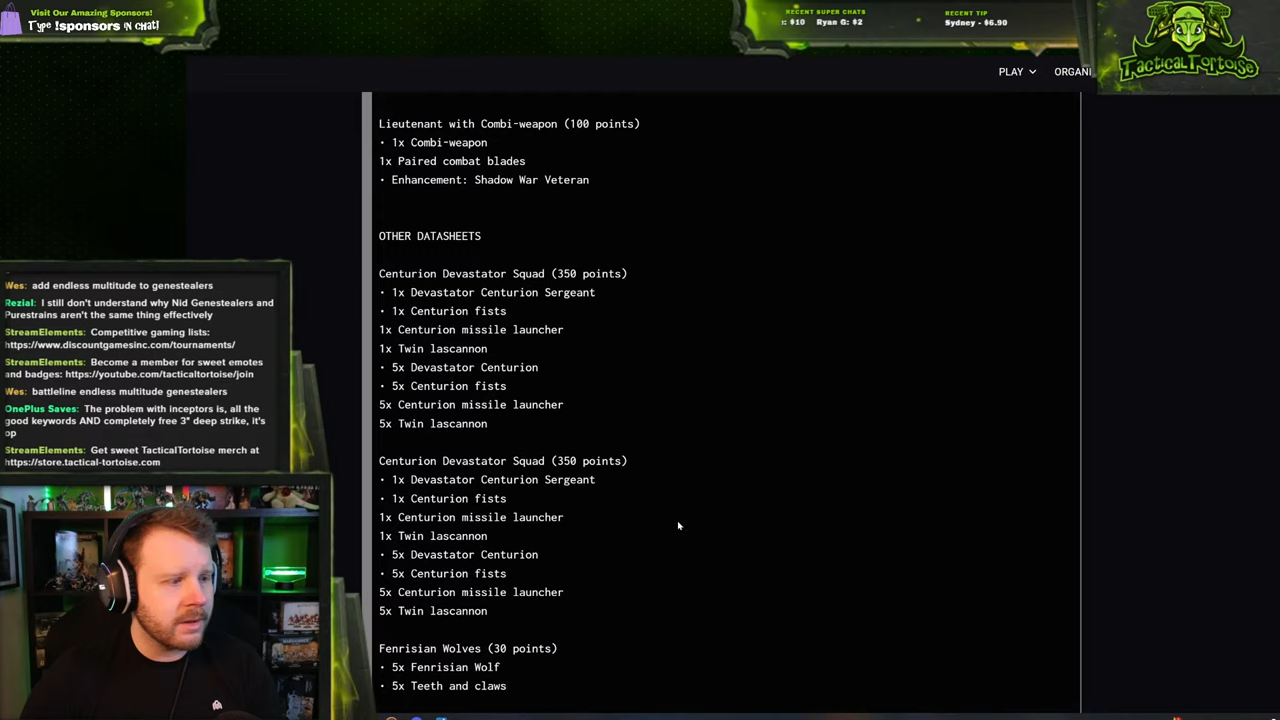 Visit Our Amazing Sponsors!
Type !sponsors in chat!
RECENT SUPER CHATS
: $10 Ryan G: $2
RECENT TIP
Sydney - $6.90
TacticalTortoise
PLAY
ORGANI
Lieutenant with Combi-weapon (100 points)
• 1x Combi-weapon
1x Paired combat blades
• Enhancement: Shadow War Veteran
OTHER DATASHEETS
Centurion Devastator Squad (350 points)
• 1x Devastator Centurion Sergeant
• 1x Centurion fists
1x Centurion missile launcher
1x Twin lascannon
• 5x Devastator Centurion
• 5x Centurion fists
5x Centurion missile launcher
5x Twin lascannon
Centurion Devastator Squad (350 points)
• 1x Devastator Centurion Sergeant
• 1x Centurion fists
1x Centurion missile launcher
1x Twin lascannon
• 5x Devastator Centurion
• 5x Centurion fists
5x Centurion missile launcher
5x Twin lascannon
Fenrisian Wolves (30 points)
• 5x Fenrisian Wolf
• 5x Teeth and claws
Wes: add endless multitude to genestealers
Rezial: I still don't understand why Nid Genestealers and
Purestrains aren't the same thing effectively
StreamElements: Competitive gaming lists:
https://www.discountgamesinc.com/tournaments/
StreamElements: Become a member for sweet emotes
and badges: https://youtube.com/tacticaltortoise/join
Wes: battleline endless multitude genestealers
OnePlus Saves: The problem with inceptors is, all the
good keywords AND completely free 3" deep strike, it's
op
StreamElements: Get sweet TacticalTortoise merch at
https://store.tactical-tortoise.com